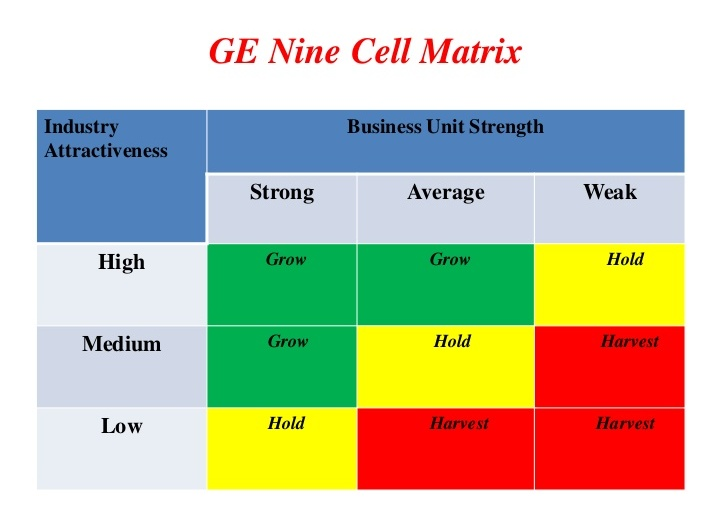 GE Nine Cell Matrix
Industry Attractiveness
Business Unit Strength
Strong Average Weak
High Grow Grow Hold
Medium Grow Hold Harvest
Low Hold Harvest Harvest